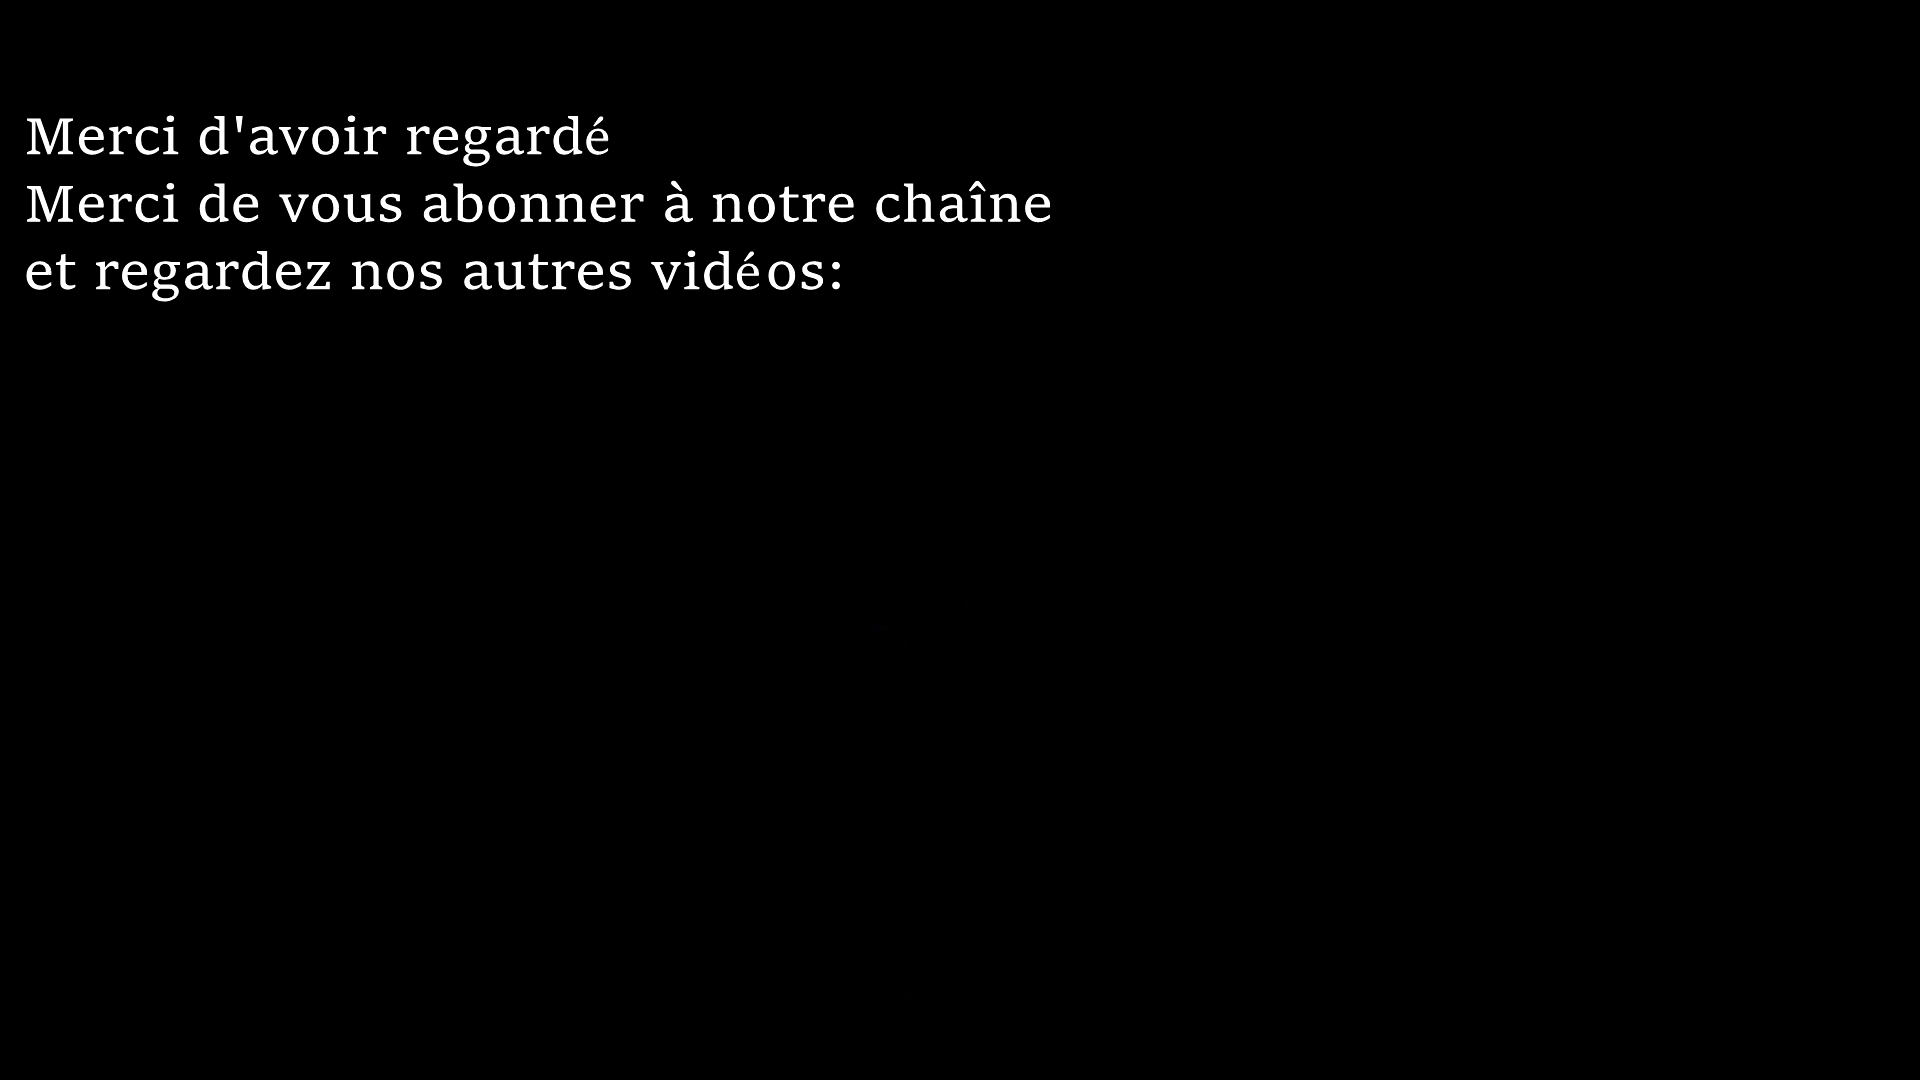 Merci d'avoir regardé
Merci de vous abonner à notre chaîne
et regardez nos autres vidéos: